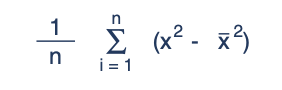 1/n n∑i = 1 (x² - x̄²)